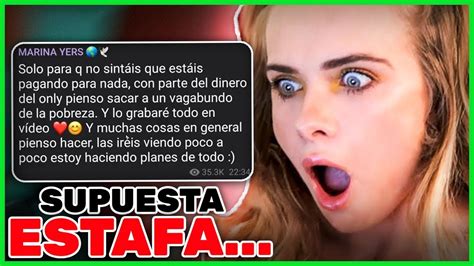 MARINA YERS 🌎🕊
Solo para q no sintáis que estáis
pagando para nada, con parte del dinero
del only pienso sacar a un vagabundo
de la pobreza. Y lo grabaré todo en
vídeo ❤️😊 Y muchas cosas en general
pienso hacer, las iréis viendo poco a
poco estoy haciendo planes de todo :)
35.3K 22:34
SUPUESTA
ESTAFA...